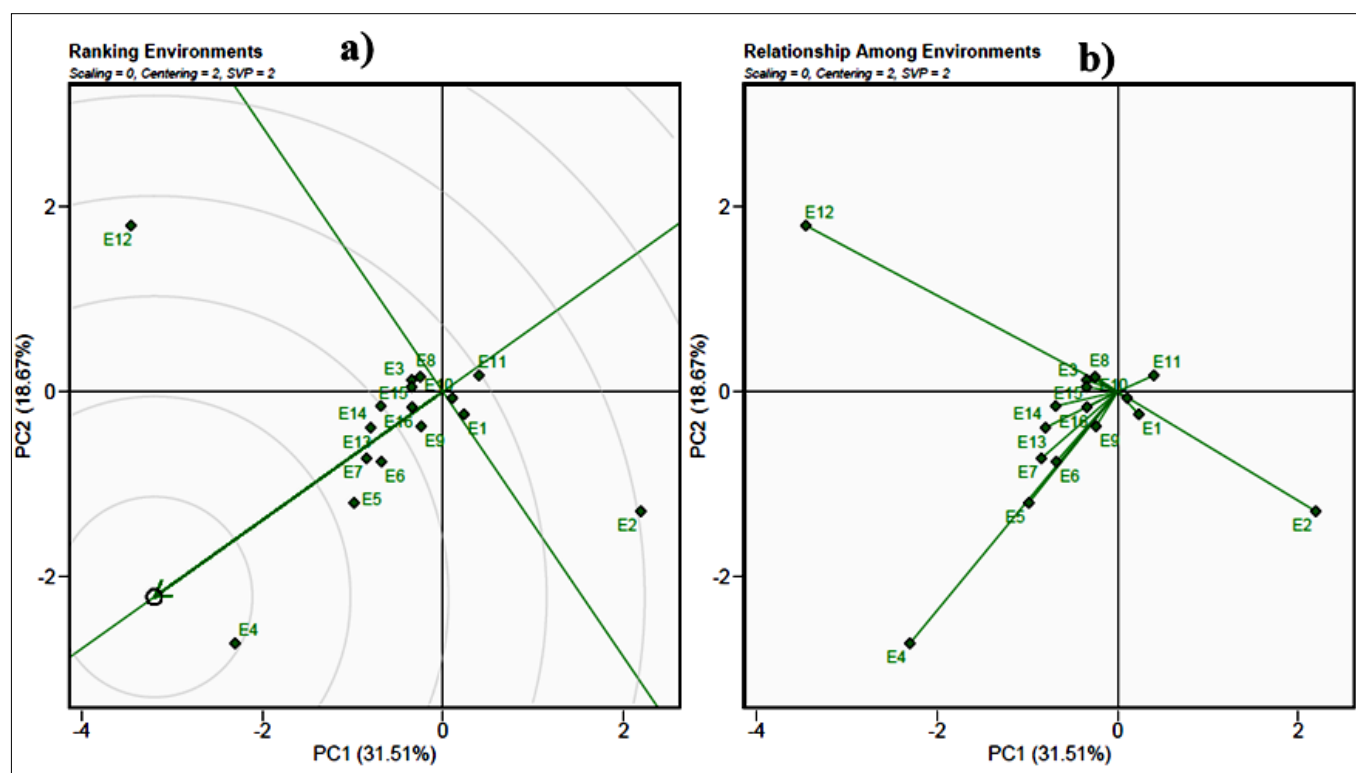 Ranking Environments
a)
Scaling = 0, Centering = 2, SVP = 2
PC2 (18.67%)
2
0
-2
E12
E3
E8
E11
E10
E15
E14
E16
E1
E13
E9
E7
E6
E5
E2
E4
-4
-2
0
2
PC1 (31.51%)
Relationship Among Environments
b)
Scaling = 0, Centering = 2, SVP = 2
PC2 (18.67%)
2
0
-2
E12
E8
E3
E11
E10
E15
E14
E16
E1
E13
E9
E7
E6
E5
E2
E4
-4
-2
0
2
PC1 (31.51%)